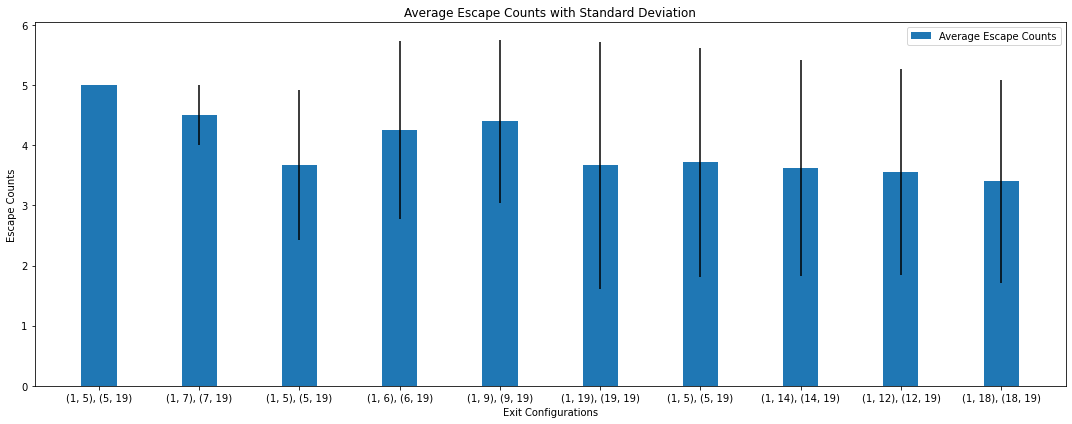 Average Escape Counts with Standard Deviation
Average Escape Counts
6
5
4
3
2
1
0
Escape Counts
(1, 5), (5, 19) (1, 7), (7, 19) (1, 5), (5, 19) (1, 6), (6, 19) (1, 9), (9, 19) (1, 19), (19, 19) (1, 5), (5, 19) (1, 14), (14, 19) (1, 12), (12, 19) (1, 18), (18, 19)
Exit Configurations